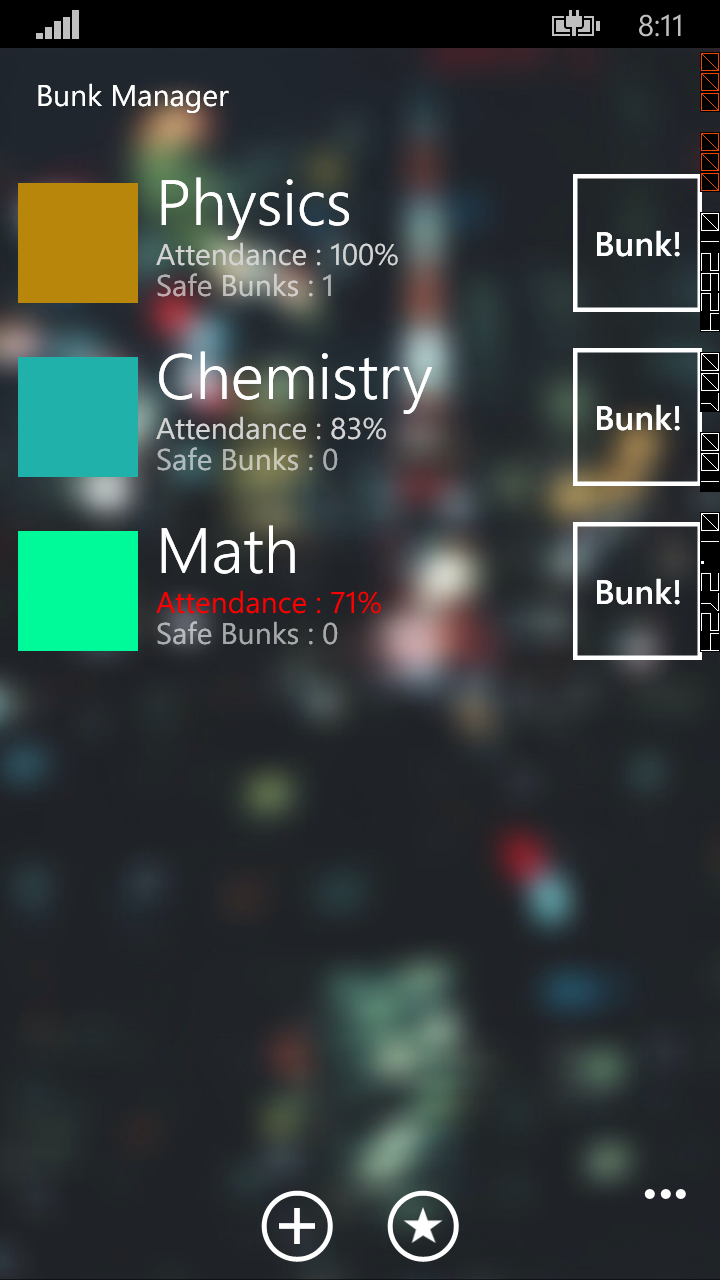 8:11
Bunk Manager
Physics
Attendance : 100%
Safe Bunks : 1
Bunk!
Chemistry
Attendance : 83%
Safe Bunks : 0
Bunk!
Math
Attendance : 71%
Safe Bunks : 0
Bunk!